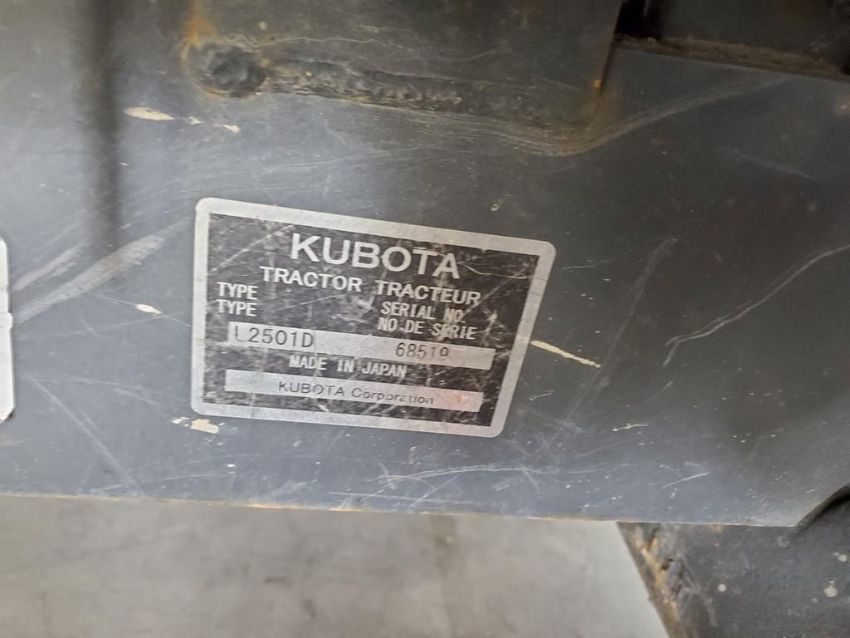 KUBOTA
TRACTOR TRACTEUR
TYPE
TYPE
SERIAL NO
NO·DE SERIE
L2501D 68519
MADE IN JAPAN
KUBOTA Corporation